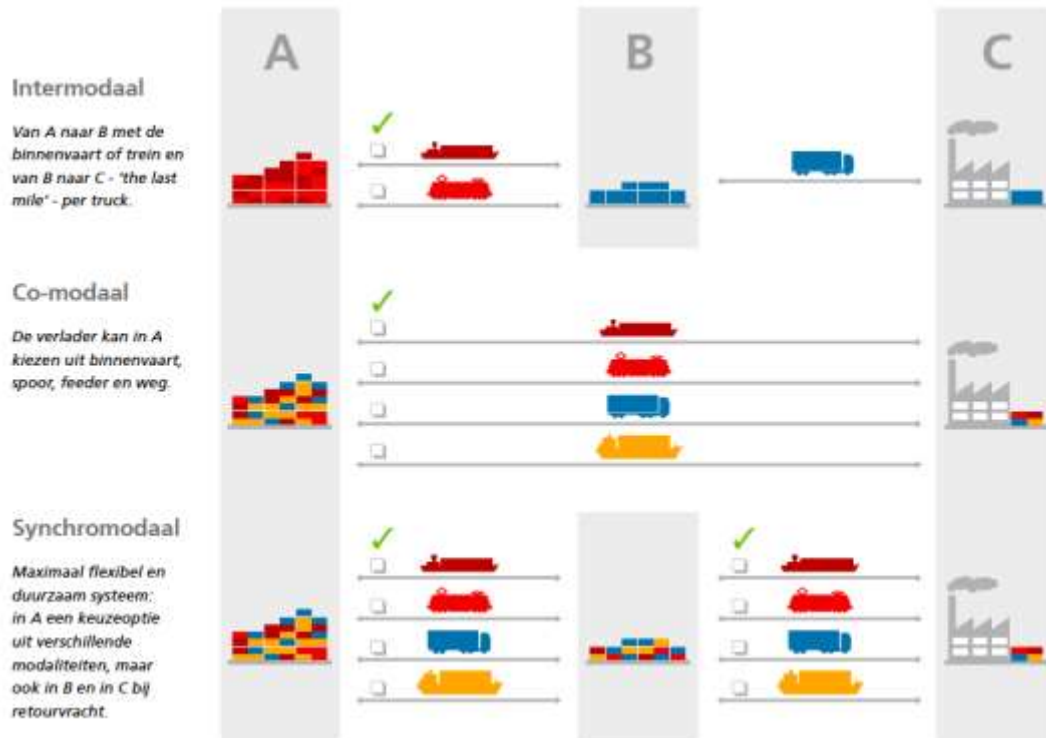 A
B
C
Intermodaal
Van A naar B met de
binnenvaart of trein en
van B naar C - 'the last
mile' - per truck.
Co-modaal
De verlader kan in A
kiezen uit binnenvaart,
spoor, feeder en weg.
Synchromodaal
Maximaal flexibel en
duurzaam systeem:
in A een keuzeoptie
uit verschillende
modaliteiten, maar
ook in B en in C bij
retourvracht.